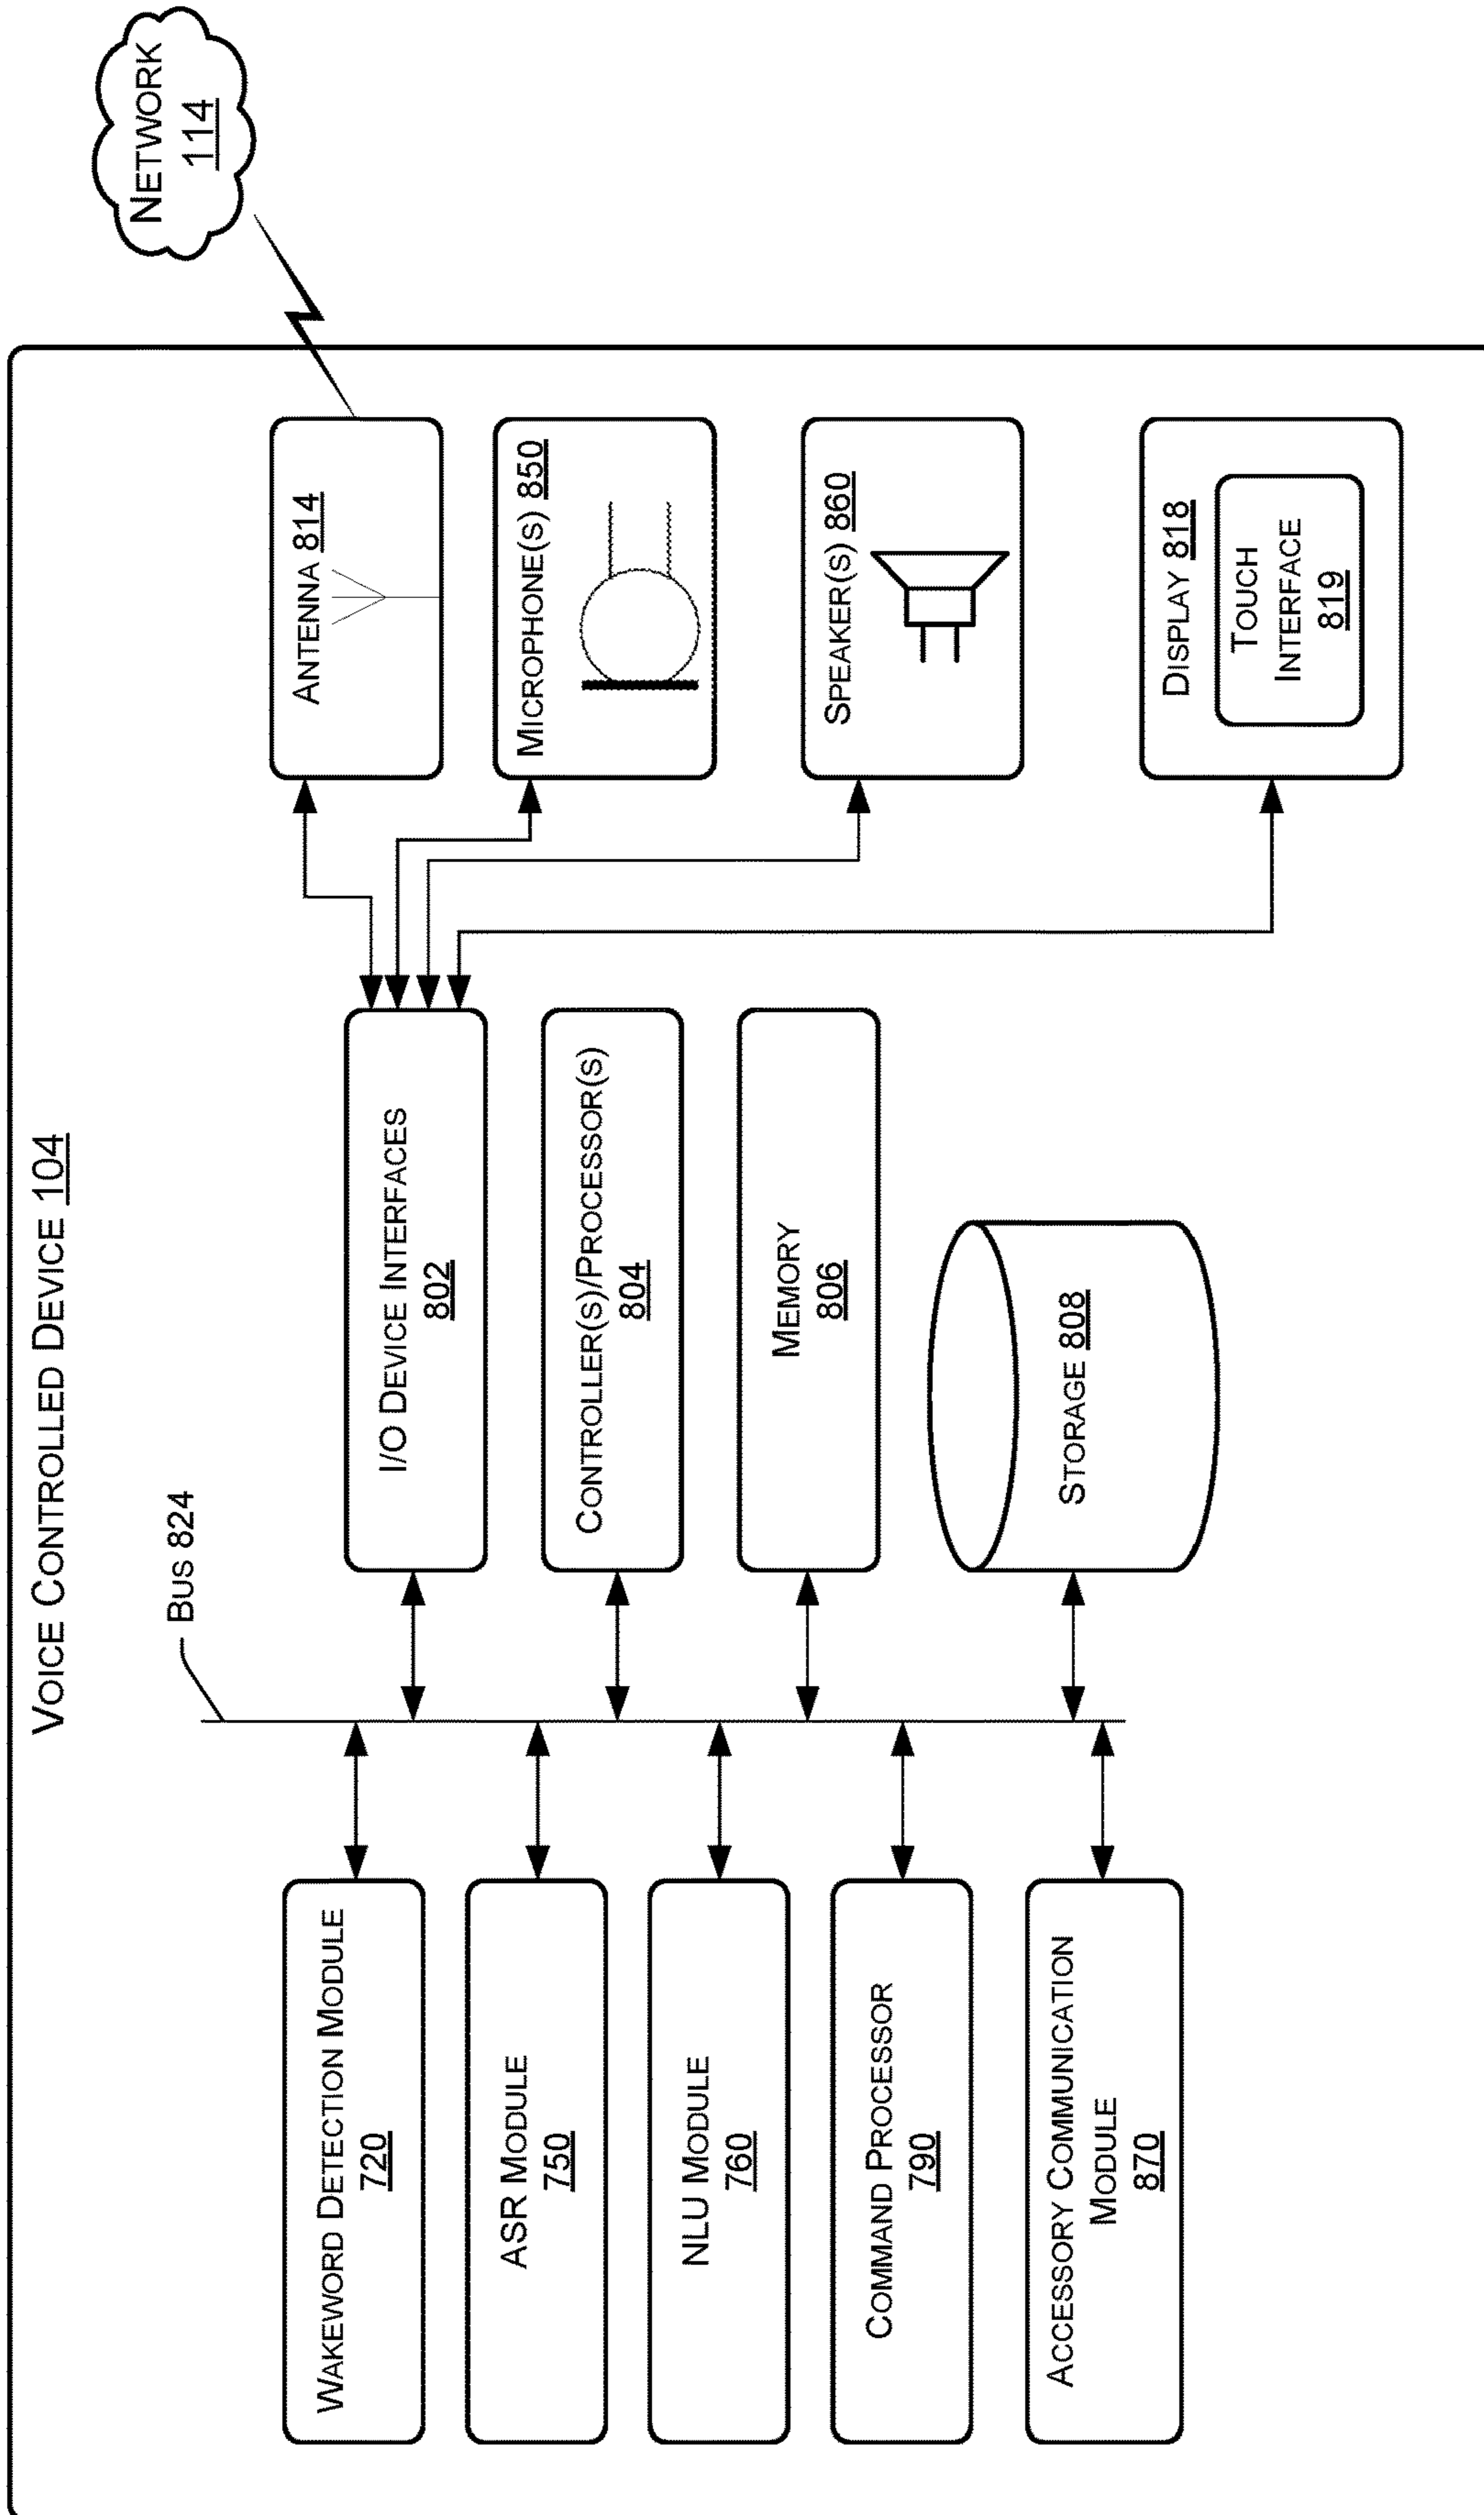 VOICE CONTROLLED DEVICE 104
BUS 824
WAKEWORD DETECTION MODULE
720
ASR MODULE
750
NLU MODULE
760
COMMAND PROCESSOR
790
ACCESSORY COMMUNICATION
MODULE
870
I/O DEVICE INTERFACES
802
CONTROLLER(S)/PROCESSOR(S)
804
MEMORY
806
STORAGE 808
ANTENNA 814
MICROPHONE(S) 850
SPEAKER(S) 860
DISPLAY 818
TOUCH
INTERFACE
819
NETWORK
114